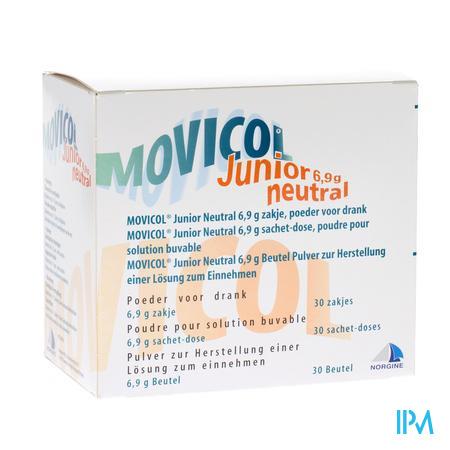 MOVICOL®
Junior 6,9g
neutral
MOVICOL® Junior Neutral 6,9 g zakje, poeder voor drank
MOVICOL® Junior Neutral 6,9 g sachet-dose, poudre pour
solution buvable
MOVICOL® Junior Neutral 6,9 g Beutel Pulver zur Herstellung
einer Lösung zum Einnehmen
Poeder voor drank
6,9 g zakje 30 zakjes
Poudre pour solution buvable
6,9 g sachet-dose 30 sachet-doses
Pulver zur Herstellung einer
Lösung zum einnehmen
6,9 g Beutel 30 Beutel
NORGINE
MOVICOL
IPM